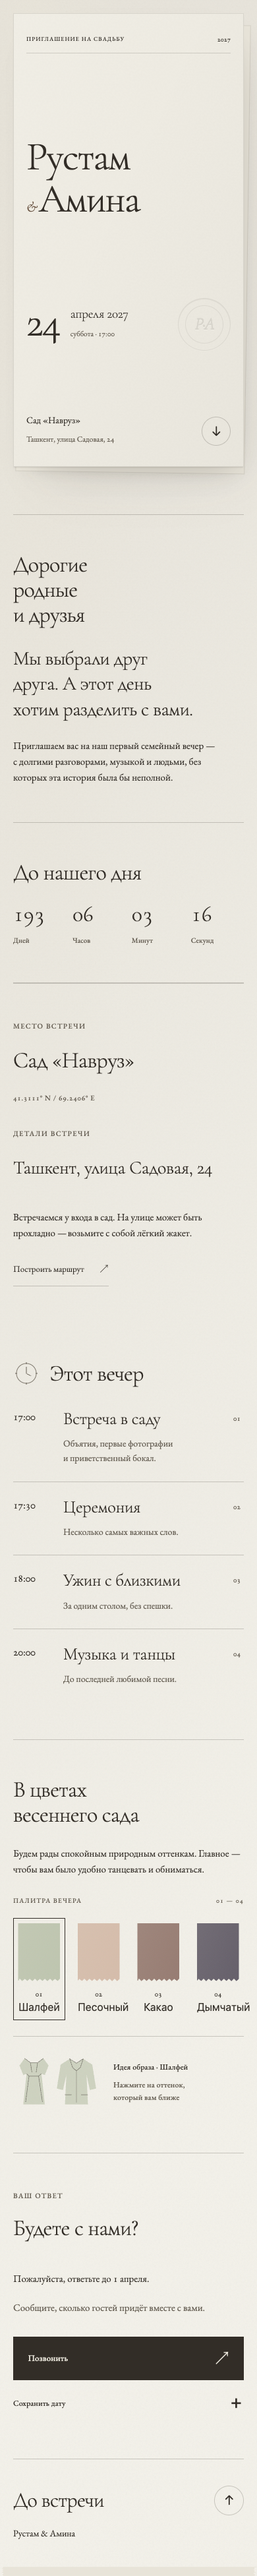 ПРИГЛАШЕНИЕ НА СВАДЬБУ
2027
Рустам
&Амина
24
апреля 2027
суббота · 17:00
РА
Сад «Навруз»
Ташкент, улица Садовая, 24
Дорогие
родные
и друзья
Мы выбрали друг
друга. А этот день
хотим разделить с вами.
Приглашаем вас на наш первый семейный вечер —
с долгими разговорами, музыкой и людьми, без
которых эта история была бы неполной.
До нашего дня
193 06 03 16
Дней Часов Минут Секунд
МЕСТО ВСТРЕЧИ
Сад «Навруз»
41.3111° N / 69.2406° E
ДЕТАЛИ ВСТРЕЧИ
Ташкент, улица Садовая, 24
Встречаемся у входа в сад. На улице может быть
прохладно — возьмите с собой лёгкий жакет.
Построить маршрут
Этот вечер
17:00 Встреча в саду 01
Объятия, первые фотографии
и приветственный бокал.
17:30 Церемония 02
Несколько самых важных слов.
18:00 Ужин с близкими 03
За одним столом, без спешки.
20:00 Музыка и танцы 04
До последней любимой песни.
В цветах
весеннего сада
Будем рады спокойным природным оттенкам. Главное —
чтобы вам было удобно танцевать и обниматься.
ПАЛИТРА ВЕЧЕРА 01 — 04
01 02 03 04
Шалфей Песочный Какао Дымчатый
Идея образа · Шалфей
Нажмите на оттенок,
который вам ближе
ВАШ ОТВЕТ
Будете с нами?
Пожалуйста, ответьте до 1 апреля.
Сообщите, сколько гостей придёт вместе с вами.
Позвонить
Сохранить дату
До встречи
Рустам & Амина